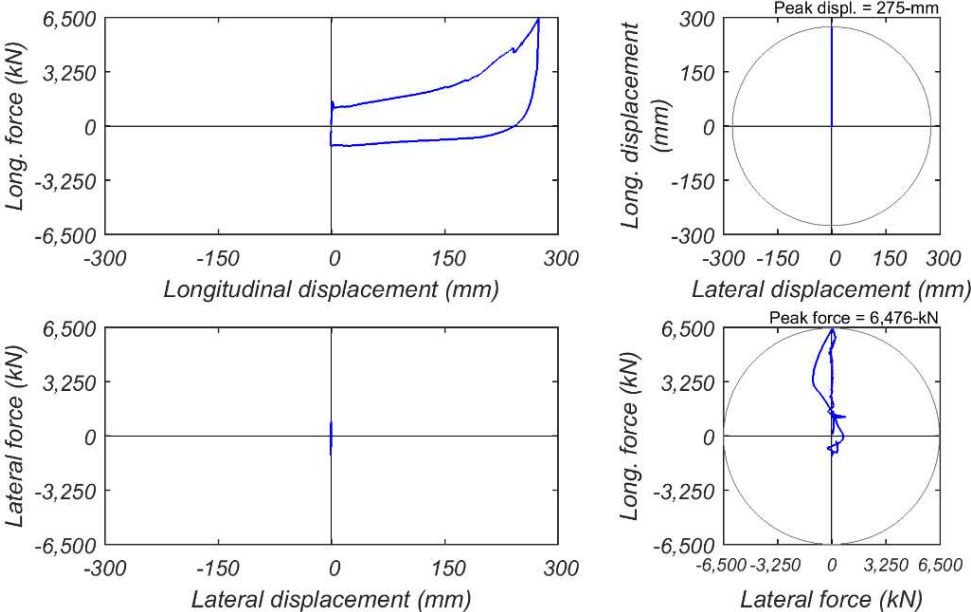 6,500
3,250
0
-3,250
-6,500
Long. force (kN)
-300 -150 0 150 300
Longitudinal displacement (mm)
Peak displ. = 275-mm
300
150
0
-150
-300
Long. displacement
(mm)
-300 -150 0 150 300
Lateral displacement (mm)
6,500
3,250
0
-3,250
-6,500
Lateral force (kN)
-300 -150 0 150 300
Lateral displacement (mm)
Peak force = 6,476-kN
6,500
3,250
0
-3,250
-6,500
Long. force (kN)
-6,500 -3,250 0 3,250 6,500
Lateral force (kN)